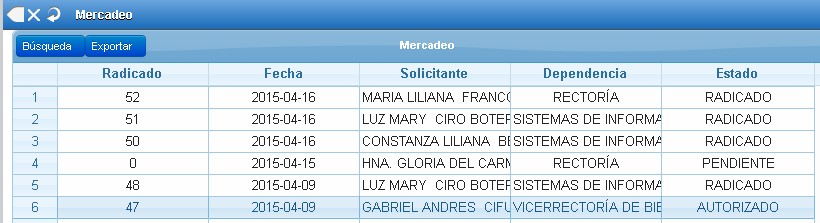 Mercadeo
Búsqueda Exportar Mercadeo
Radicado Fecha Solicitante Dependencia Estado
1 52 2015-04-16 MARIA LILIANA FRANCO RECTORÍA RADICADO
2 51 2015-04-16 LUZ MARY CIRO BOTER SISTEMAS DE INFORMA RADICADO
3 50 2015-04-16 CONSTANZA LILIANA BE SISTEMAS DE INFORMA RADICADO
4 0 2015-04-15 HNA. GLORIA DEL CARM RECTORÍA PENDIENTE
5 48 2015-04-09 LUZ MARY CIRO BOTER SISTEMAS DE INFORMA RADICADO
6 47 2015-04-09 GABRIEL ANDRES CIFU VICERRECTORÍA DE BIE AUTORIZADO